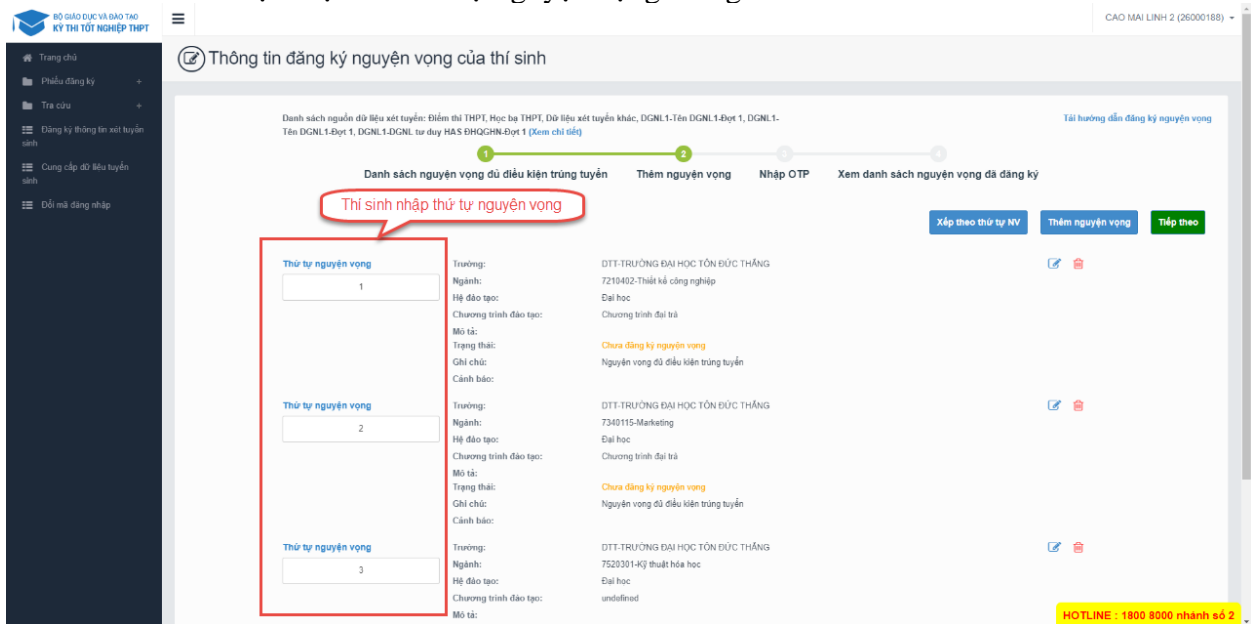 BỘ GIÁO DỤC VÀ ĐÀO TẠO
KỲ THI TỐT NGHIỆP THPT
CAO MAI LINH 2 (26000188)
Trang chủ
Phiếu đăng ký +
Tra cứu +
Đăng ký thông tin xét tuyển
sinh
Cung cấp dữ liệu tuyển
sinh
Đổi mã đăng nhập
Thông tin đăng ký nguyện vọng của thí sinh
Danh sách nguồn dữ liệu xét tuyển: Điểm thi THPT, Học bạ THPT, Dữ liệu xét tuyển khác, DGNL1-Tên DGNL1-Đợt 1, DGNL1-
Tên DGNL1-Đợt 1, DGNL1-DGNL tư duy HAS ĐHQGHN-Đợt 1 (Xem chi tiết)
Tải hướng dẫn đăng ký nguyện vọng
1 2 3 4
Danh sách nguyện vọng đủ điều kiện trúng tuyển Thêm nguyện vọng Nhập OTP Xem danh sách nguyện vọng đã đăng ký
Thí sinh nhập thứ tự nguyện vọng
Xếp theo thứ tự NV Thêm nguyện vọng Tiếp theo
Thứ tự nguyện vọng
1
Trường: DTT-TRƯỜNG ĐẠI HỌC TÔN ĐỨC THẮNG
Ngành: 7210402-Thiết kế công nghiệp
Hệ đào tạo: Đại học
Chương trình đào tạo: Chương trình đại trà
Mô tả:
Trạng thái: Chưa đăng ký nguyện vọng
Ghi chú: Nguyện vọng đủ điều kiện trúng tuyển
Cảnh báo:
Thứ tự nguyện vọng
2
Trường: DTT-TRƯỜNG ĐẠI HỌC TÔN ĐỨC THẮNG
Ngành: 7340115-Marketing
Hệ đào tạo: Đại học
Chương trình đào tạo: Chương trình đại trà
Mô tả:
Trạng thái: Chưa đăng ký nguyện vọng
Ghi chú: Nguyện vọng đủ điều kiện trúng tuyển
Cảnh báo:
Thứ tự nguyện vọng
3
Trường: DTT-TRƯỜNG ĐẠI HỌC TÔN ĐỨC THẮNG
Ngành: 7520301-Kỹ thuật hóa học
Hệ đào tạo: Đại học
Chương trình đào tạo: undefined
Mô tả:
HOTLINE : 1800 8000 nhánh số 2